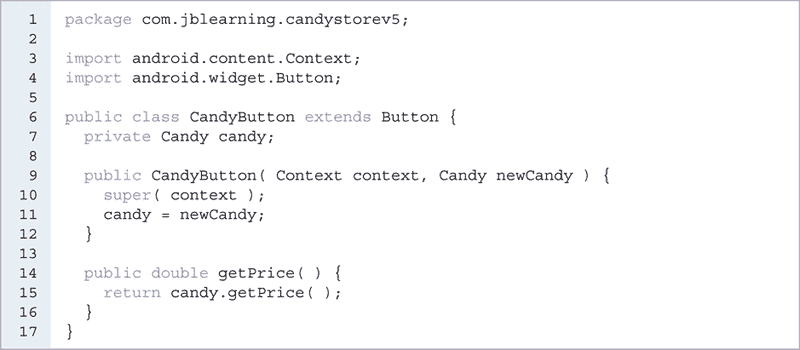 1 package com.jblearning.candystorev5;
2
3 import android.content.Context;
4 import android.widget.Button;
5
6 public class CandyButton extends Button {
7   private Candy candy;
8
9   public CandyButton( Context context, Candy newCandy ) {
10     super( context );
11     candy = newCandy;
12   }
13
14   public double getPrice( ) {
15     return candy.getPrice( );
16   }
17 }